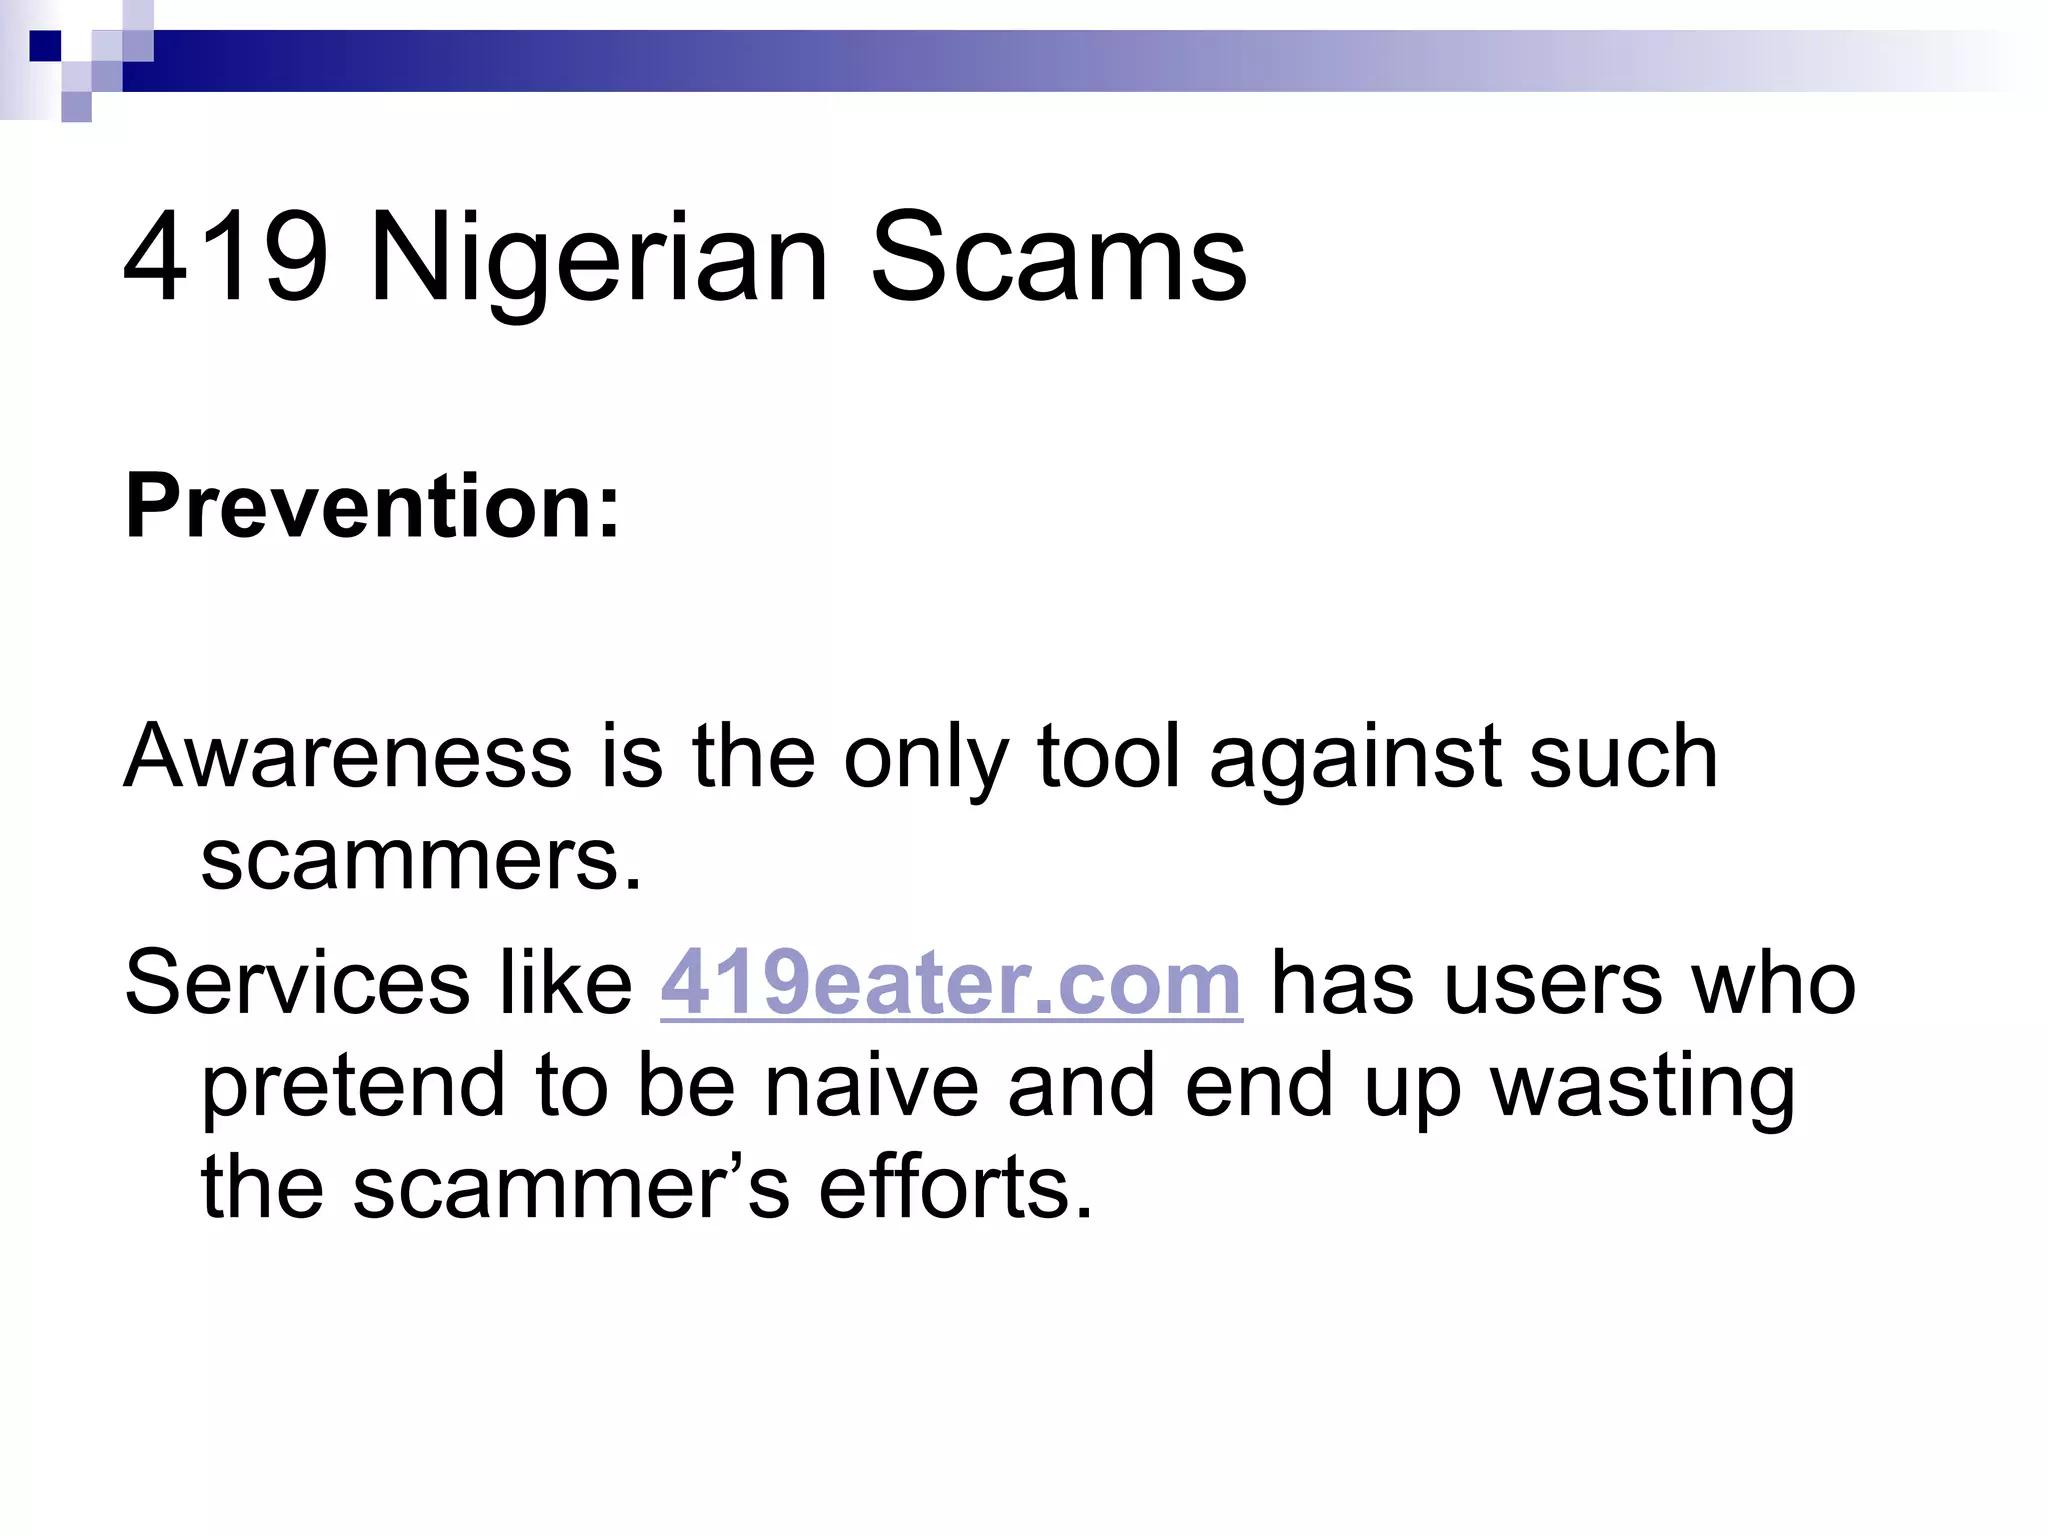 419 Nigerian Scams
Prevention:
Awareness is the only tool against such
scammers.
Services like 419eater.com has users who
pretend to be naive and end up wasting
the scammer’s efforts.